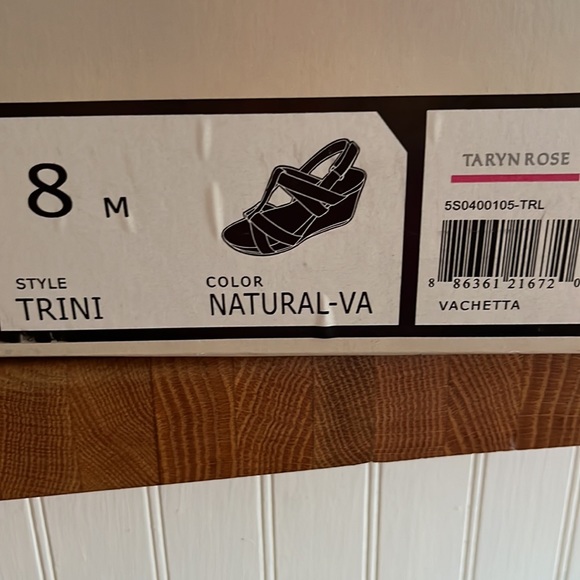 8 M
STYLE
TRINI
COLOR
NATURAL-VA
TARYN ROSE
5S0400105-TRL
8 86361 21672 0
VACHETTA